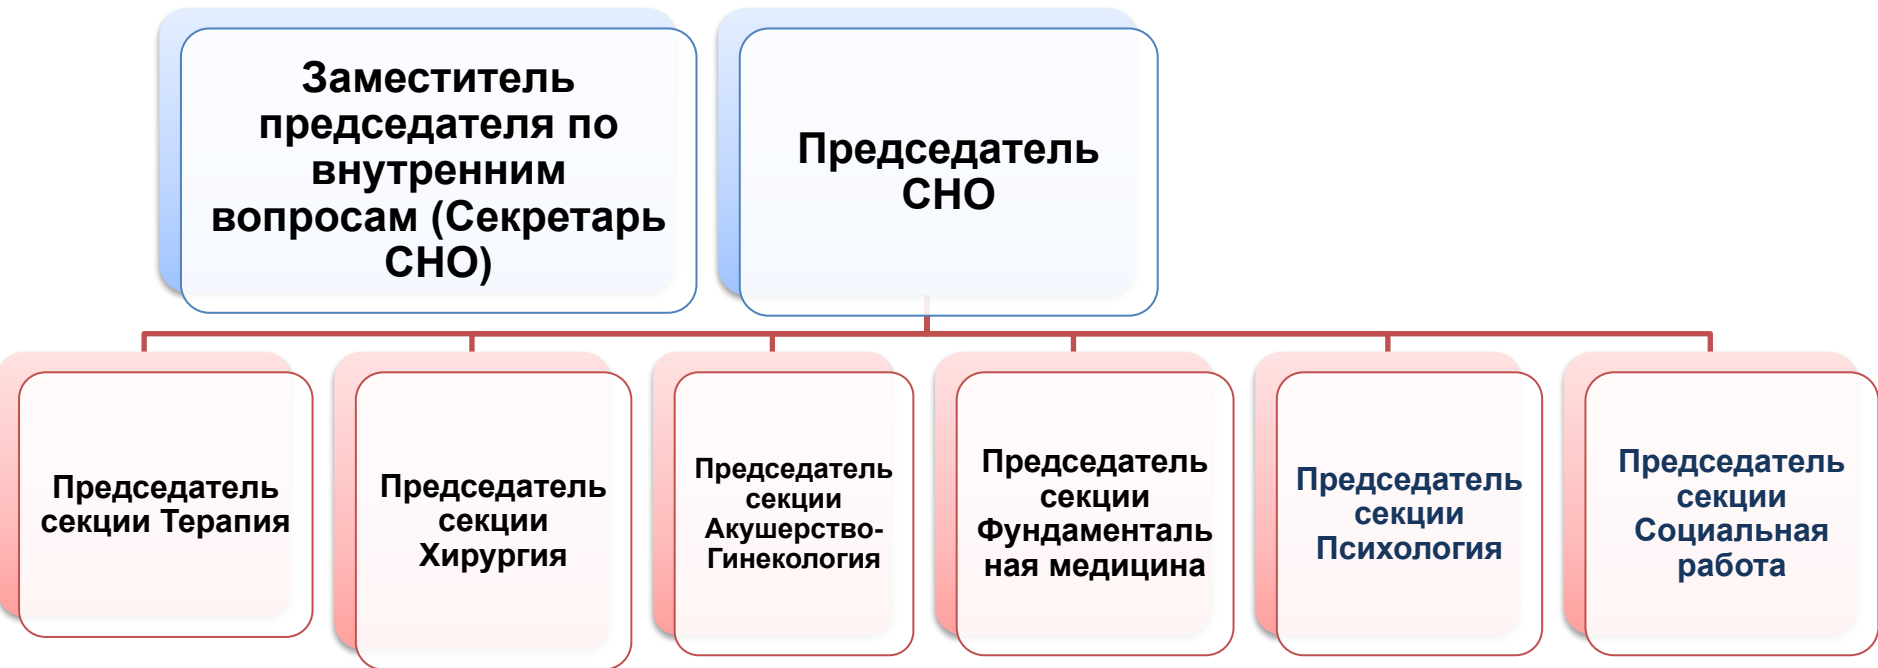 Заместитель
председателя по
внутренним
вопросам (Секретарь
СНО)
Председатель
СНО
Председатель
секции Терапия
Председатель
секции
Хирургия
Председатель
секции
Акушерство-
Гинекология
Председатель
секции
Фундаменталь
ная медицина
Председатель
секции
Психология
Председатель
секции
Социальная
работа